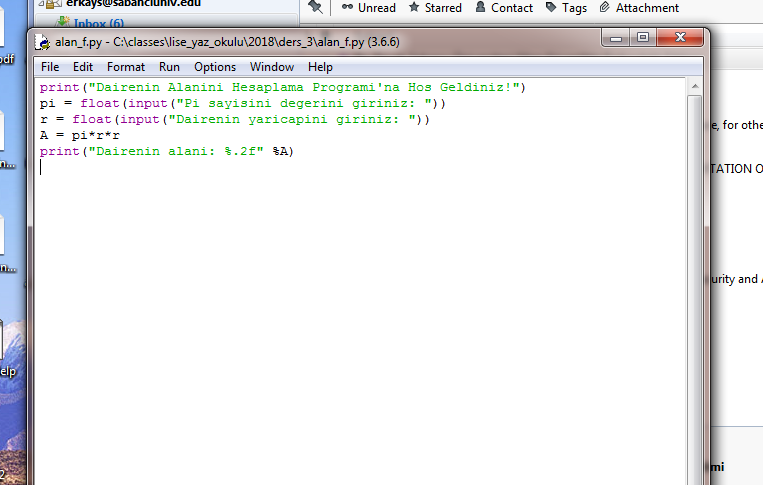 erkays@sabanciuniv.edu
Inbox (6)
Unread Starred Contact Tags Attachment
alan_f.py - C:\classes\lise_yaz_okulu\2018\ders_3\alan_f.py (3.6.6)
File Edit Format Run Options Window Help
print("Dairenin Alanini Hesaplama Programi'na Hos Geldiniz!")
pi = float(input("Pi sayisini degerini giriniz: "))
r = float(input("Dairenin yaricapini giriniz: "))
A = pi*r*r
print("Dairenin alani: %.2f" %A)
pdf
e, for othe
TATION O
n...
n...
urity and A
elp
mi
2